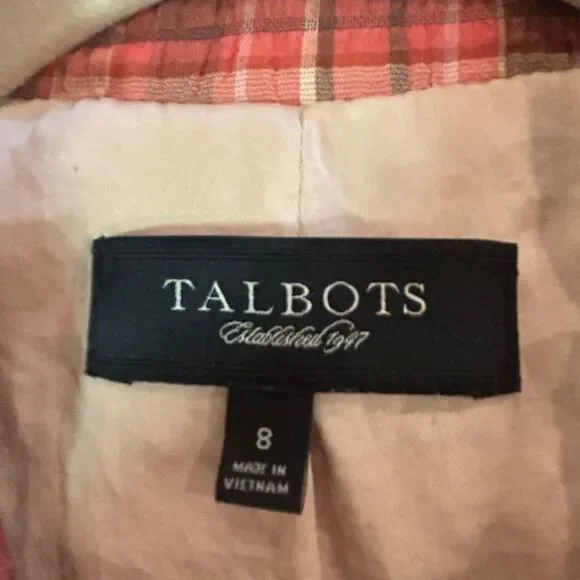 TALBOTS
Established 1947
8
MADE IN
VIETNAM